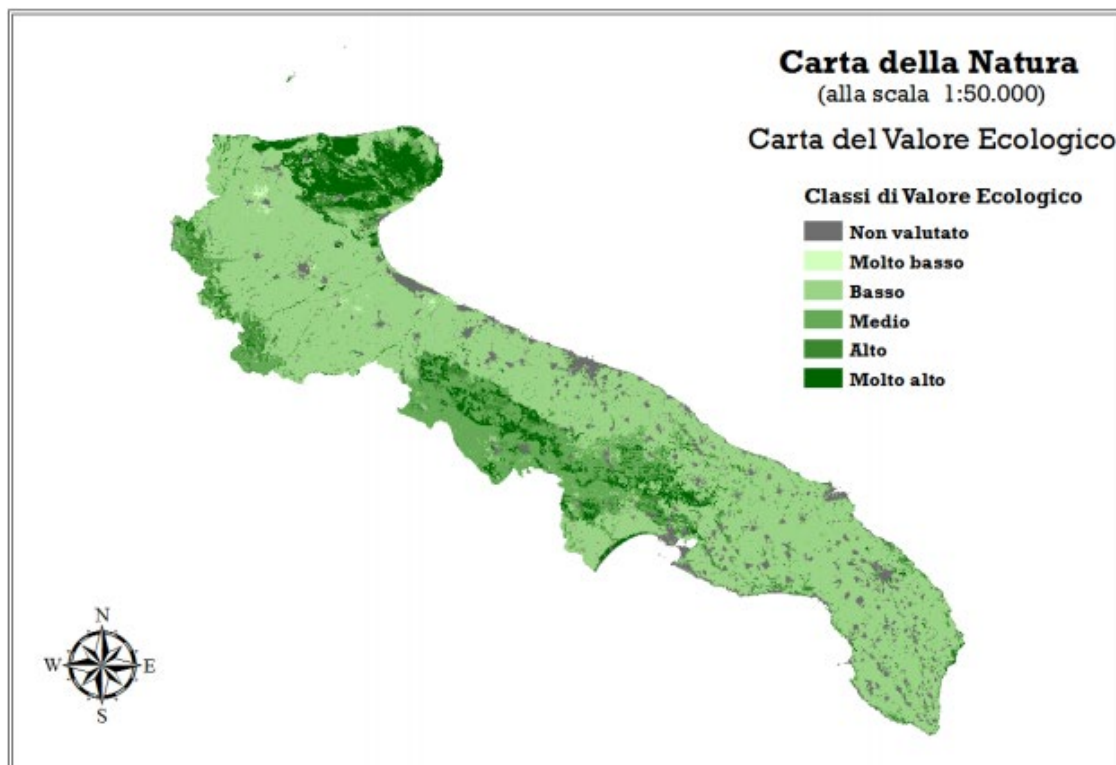 Carta della Natura
(alla scala 1:50.000)
Carta del Valore Ecologico
Classi di Valore Ecologico
Non valutato
Molto basso
Basso
Medio
Alto
Molto alto
N
W E
S